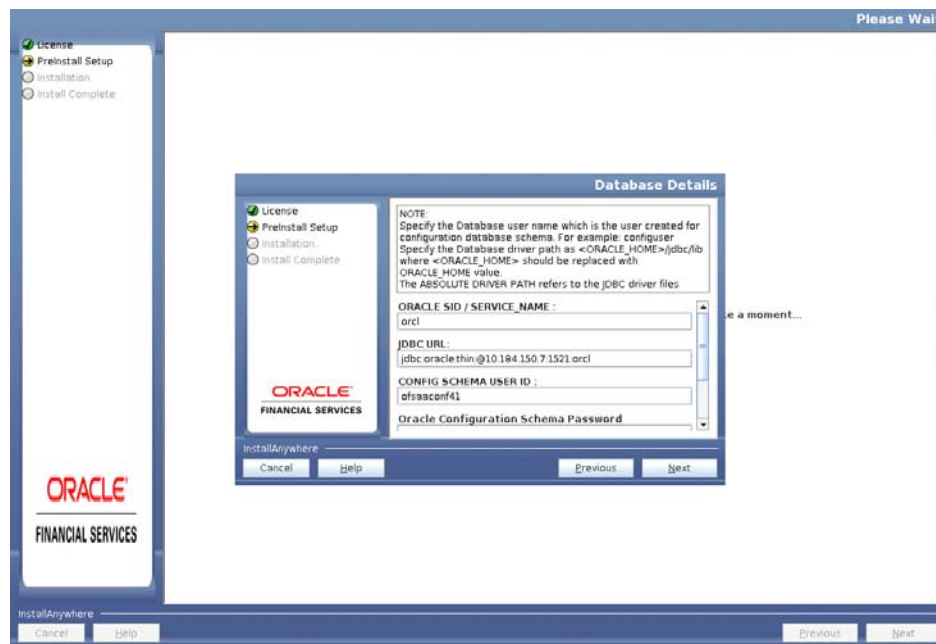 Please Wai
License
PreInstall Setup
Installation
Install Complete
Database Details
License
PreInstall Setup
Installation..
Install Complete
NOTE:
Specify the Database user name which is the user created for
configuration database schema. For example: configuser
Specify the Database driver path as <ORACLE_HOME>/jdbc/lib
where <ORACLE_HOME> should be replaced with
ORACLE_HOME value.
The ABSOLUTE DRIVER PATH refers to the JDBC driver files
ORACLE SID / SERVICE_NAME :
orcl
JDBC URL:
jdbc:oracle:thin:@10.184.150.7:1521:orcl
CONFIG SCHEMA USER ID :
ofsaaconf41
Oracle Configuration Schema Password
ORACLE
FINANCIAL SERVICES
InstallAnywhere
Cancel
Help
Previous
Next
e a moment...
ORACLE
FINANCIAL SERVICES
InstallAnywhere
Cancel
Help
Previous
Next